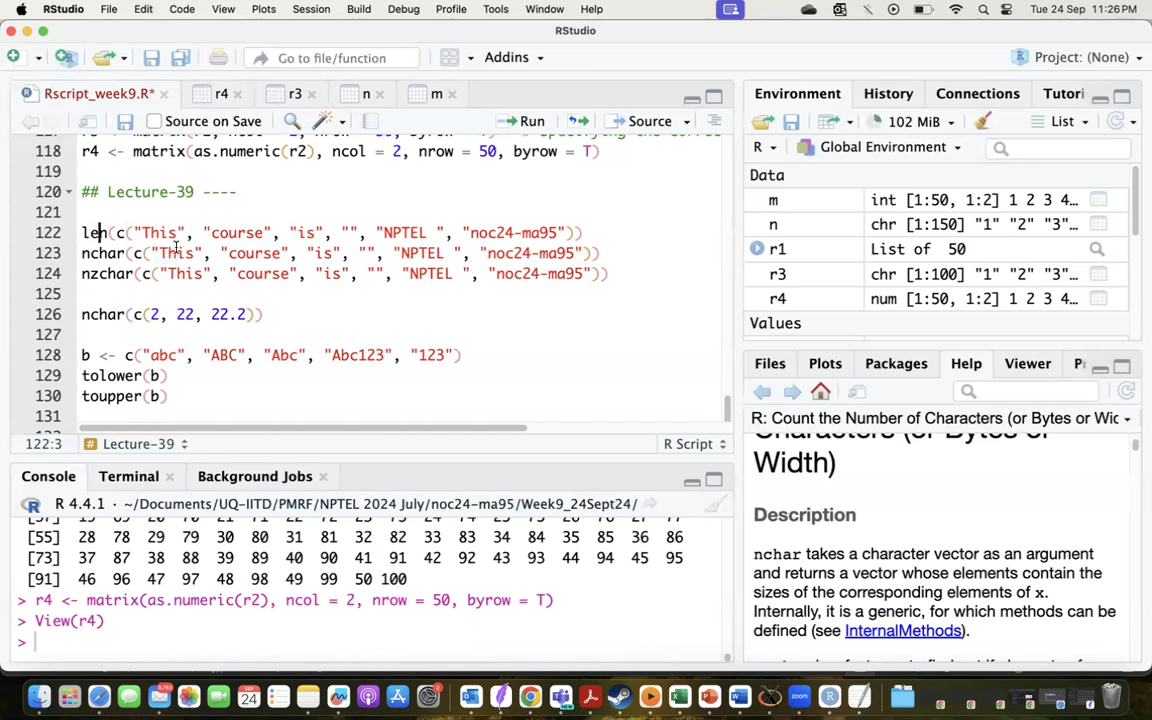 RStudio File Edit Code View Plots Session Build Debug Profile Tools Window Help Tue 24 Sep 11:26 PM
RStudio
Go to file/function Addins Project: (None)
Rscript_week9.R* r4 r3 n m
Source on Save Run Source
118 r4 <- matrix(as.numeric(r2), ncol = 2, nrow = 50, byrow = T)
119
120 ## Lecture-39 ----
121
122 leh(c("This", "course", "is", "", "NPTEL ", "noc24-ma95"))
123 nchar(c("This", "course", "is", "", "NPTEL ", "noc24-ma95"))
124 nzchar(c("This", "course", "is", "", "NPTEL ", "noc24-ma95"))
125
126 nchar(c(2, 22, 22.2))
128 b <- c("abc", "ABC", "Abc", "Abc123", "123")
129 tolower(b)
130 toupper(b)
131
122:3 # Lecture-39 R Script
Console Terminal Background Jobs
R 4.4.1 · ~/Documents/UQ-IITD/PMRF/NPTEL 2024 July/noc24-ma95/Week9_24Sept24/
[55] 28 78 29 79 30 80 31 81 32 82 33 83 34 84 35 85 36 86
[73] 37 87 38 88 39 89 40 90 41 91 42 92 43 93 44 94 45 95
[91] 46 96 47 97 48 98 49 99 50 100
> r4 <- matrix(as.numeric(r2), ncol = 2, nrow = 50, byrow = T)
> View(r4)
>
Environment History Connections Tutori
102 MiB List
R Global Environment
Data
m int [1:50, 1:2] 1 2 3 4…
n chr [1:150] "1" "2" "3"…
r1 List of 50
r3 chr [1:100] "1" "2" "3"…
r4 num [1:50, 1:2] 1 2 3 4…
Values
Files Plots Packages Help Viewer
R: Count the Number of Characters (or Bytes or Wic
Characters (or Bytes or
Width)
Description
nchar takes a character vector as an argument
and returns a vector whose elements contain the
sizes of the corresponding elements of x.
Internally, it is a generic, for which methods can be
defined (see InternalMethods).